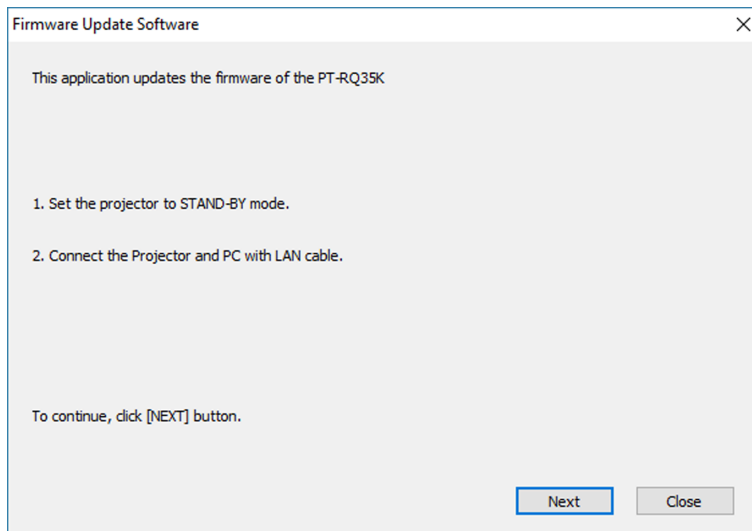 Firmware Update Software
This application updates the firmware of the PT-RQ35K
1. Set the projector to STAND-BY mode.
2. Connect the Projector and PC with LAN cable.
To continue, click [NEXT] button.
Next
Close